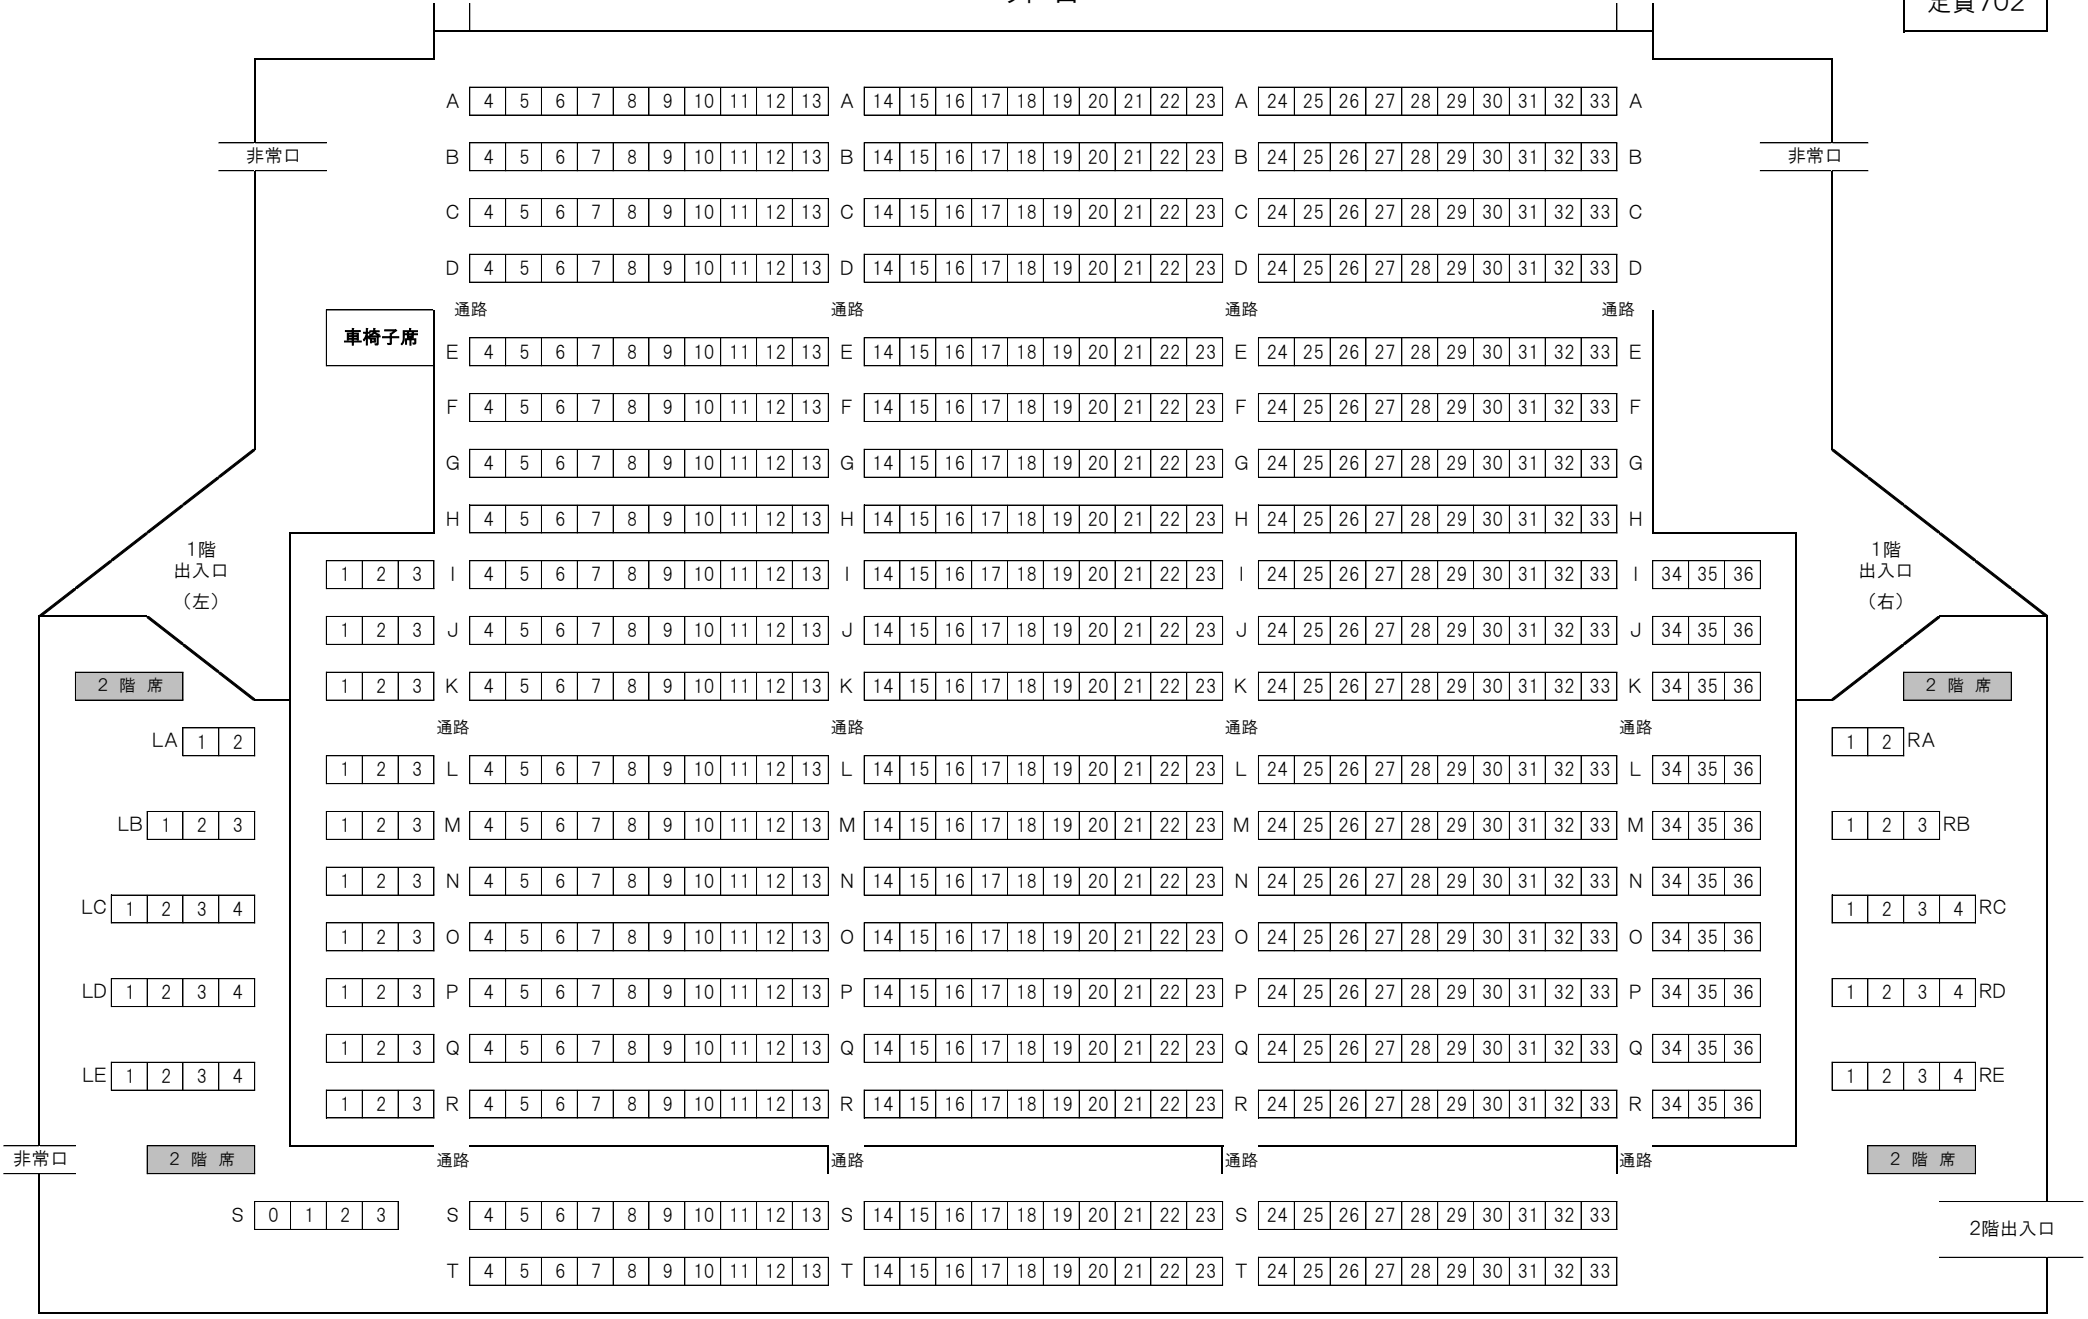 定員702
A 4 5 6 7 8 9 10 11 12 13 A 14 15 16 17 18 19 20 21 22 23 A 24 25 26 27 28 29 30 31 32 33 A
非常口 B 4 5 6 7 8 9 10 11 12 13 B 14 15 16 17 18 19 20 21 22 23 B 24 25 26 27 28 29 30 31 32 33 B 非常口
C 4 5 6 7 8 9 10 11 12 13 C 14 15 16 17 18 19 20 21 22 23 C 24 25 26 27 28 29 30 31 32 33 C
D 4 5 6 7 8 9 10 11 12 13 D 14 15 16 17 18 19 20 21 22 23 D 24 25 26 27 28 29 30 31 32 33 D
通路 通路 通路 通路
車椅子席
E 4 5 6 7 8 9 10 11 12 13 E 14 15 16 17 18 19 20 21 22 23 E 24 25 26 27 28 29 30 31 32 33 E
F 4 5 6 7 8 9 10 11 12 13 F 14 15 16 17 18 19 20 21 22 23 F 24 25 26 27 28 29 30 31 32 33 F
G 4 5 6 7 8 9 10 11 12 13 G 14 15 16 17 18 19 20 21 22 23 G 24 25 26 27 28 29 30 31 32 33 G
H 4 5 6 7 8 9 10 11 12 13 H 14 15 16 17 18 19 20 21 22 23 H 24 25 26 27 28 29 30 31 32 33 H
1階 1階
出入口 出入口
（左） （右）
1 2 3 I 4 5 6 7 8 9 10 11 12 13 I 14 15 16 17 18 19 20 21 22 23 I 24 25 26 27 28 29 30 31 32 33 I 34 35 36
1 2 3 J 4 5 6 7 8 9 10 11 12 13 J 14 15 16 17 18 19 20 21 22 23 J 24 25 26 27 28 29 30 31 32 33 J 34 35 36
2 階 席 1 2 3 K 4 5 6 7 8 9 10 11 12 13 K 14 15 16 17 18 19 20 21 22 23 K 24 25 26 27 28 29 30 31 32 33 K 34 35 36 2 階 席
通路 通路 通路 通路
LA 1 2 1 2 RA
1 2 3 L 4 5 6 7 8 9 10 11 12 13 L 14 15 16 17 18 19 20 21 22 23 L 24 25 26 27 28 29 30 31 32 33 L 34 35 36
LB 1 2 3 1 2 3 M 4 5 6 7 8 9 10 11 12 13 M 14 15 16 17 18 19 20 21 22 23 M 24 25 26 27 28 29 30 31 32 33 M 34 35 36 1 2 3 RB
1 2 3 N 4 5 6 7 8 9 10 11 12 13 N 14 15 16 17 18 19 20 21 22 23 N 24 25 26 27 28 29 30 31 32 33 N 34 35 36
LC 1 2 3 4 1 2 3 4 RC
1 2 3 O 4 5 6 7 8 9 10 11 12 13 O 14 15 16 17 18 19 20 21 22 23 O 24 25 26 27 28 29 30 31 32 33 O 34 35 36
LD 1 2 3 4 1 2 3 P 4 5 6 7 8 9 10 11 12 13 P 14 15 16 17 18 19 20 21 22 23 P 24 25 26 27 28 29 30 31 32 33 P 34 35 36 1 2 3 4 RD
1 2 3 Q 4 5 6 7 8 9 10 11 12 13 Q 14 15 16 17 18 19 20 21 22 23 Q 24 25 26 27 28 29 30 31 32 33 Q 34 35 36
LE 1 2 3 4 1 2 3 4 RE
1 2 3 R 4 5 6 7 8 9 10 11 12 13 R 14 15 16 17 18 19 20 21 22 23 R 24 25 26 27 28 29 30 31 32 33 R 34 35 36
非常口 2 階 席 通路 通路 通路 通路 2 階 席
S 0 1 2 3 S 4 5 6 7 8 9 10 11 12 13 S 14 15 16 17 18 19 20 21 22 23 S 24 25 26 27 28 29 30 31 32 33
2階出入口
T 4 5 6 7 8 9 10 11 12 13 T 14 15 16 17 18 19 20 21 22 23 T 24 25 26 27 28 29 30 31 32 33